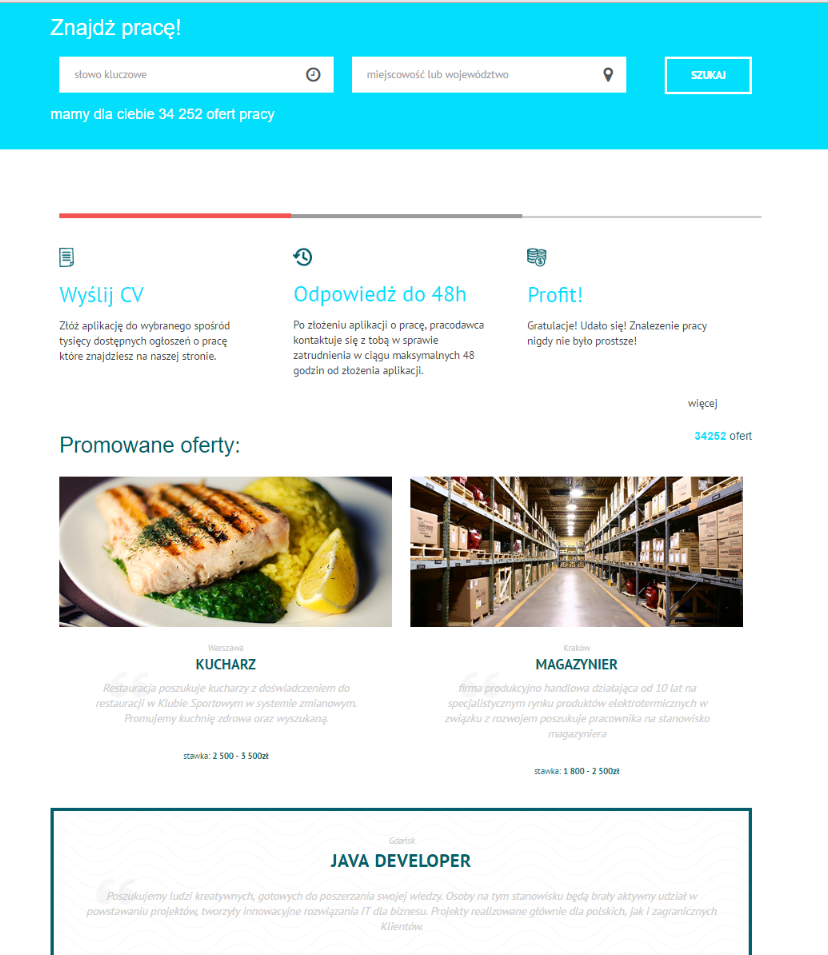 Znajdź pracę!
słowo kluczowe
miejscowość lub województwo
SZUKAJ
mamy dla ciebie 34 252 ofert pracy
Wyślij CV
Złóż aplikację do wybranego spośród
tysięcy dostępnych ogłoszeń o pracę
które znajdziesz na naszej stronie.
Odpowiedź do 48h
Po złożeniu aplikacji o pracę, pracodawca
kontaktuje się z tobą w sprawie
zatrudnienia w ciągu maksymalnych 48
godzin od złożenia aplikacji.
Profit!
Gratulacje! Udało się! Znalezenie pracy
nigdy nie było prostsze!
więcej
34252 ofert
Promowane oferty:
Warszawa
KUCHARZ
Restauracja poszukuje kucharzy z doświadczeniem do
restauracji w Klubie Sportowym w systemie zmianowym.
Promujemy kuchnię zdrowa oraz wyszukaną.
stawka: 2 500 - 3 500zł
Kraków
MAGAZYNIER
firma produkcyjno handlowa działająca od 10 lat na
specjalistycznym rynku produktów elektrotermicznych w
związku z rozwojem poszukuje pracownika na stanowisko
magazyniera
stawka: 1 800 - 2 500zł
Gdańsk
JAVA DEVELOPER
Poszukujemy ludzi kreatywnych, gotowych do poszerzania swojej wiedzy. Osoby na tym stanowisku będą brały aktywny udział w
powstawaniu projektów, tworzyły innowacyjne rozwiązania IT dla biznesu. Projekty realizowane głównie dla polskich, jak i zagranicznych
Klientów.